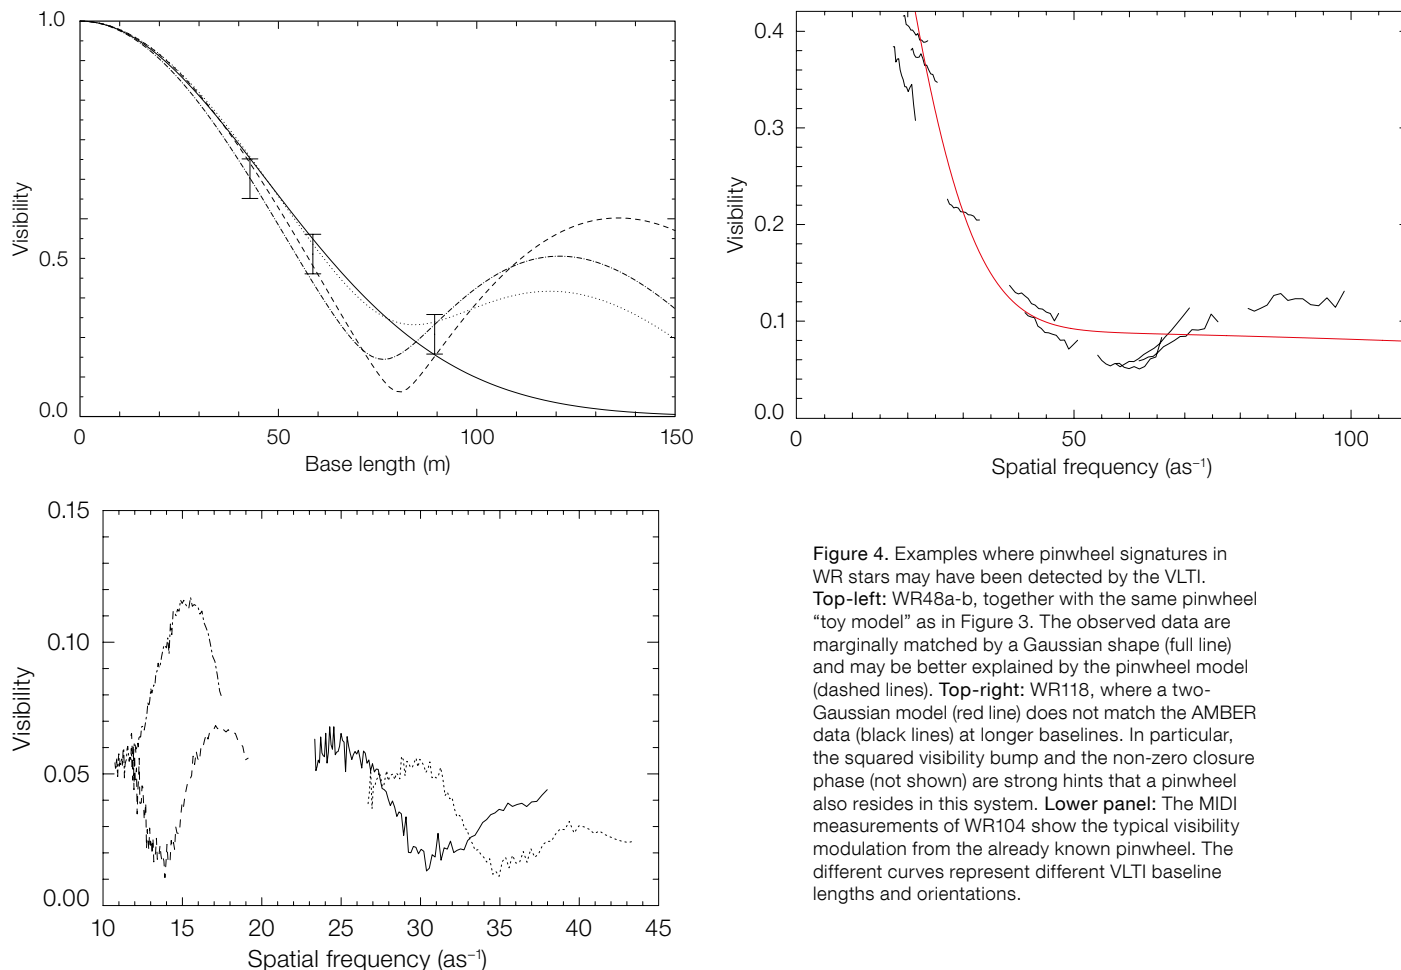 1.0
0.5
0.0
Visibility
0
50
100
150
Base length (m)
0.4
0.3
0.2
0.1
0.0
Visibility
0
50
100
Spatial frequency (as⁻¹)
0.15
0.10
0.05
0.00
Visibility
10
15
20
25
30
35
40
45
Spatial frequency (as⁻¹)
Figure 4. Examples where pinwheel signatures in
WR stars may have been detected by the VLTI.
Top-left: WR48a-b, together with the same pinwheel
“toy model” as in Figure 3. The observed data are
marginally matched by a Gaussian shape (full line)
and may be better explained by the pinwheel model
(dashed lines). Top-right: WR118, where a two-
Gaussian model (red line) does not match the AMBER
data (black lines) at longer baselines. In particular,
the squared visibility bump and the non-zero closure
phase (not shown) are strong hints that a pinwheel
also resides in this system. Lower panel: The MIDI
measurements of WR104 show the typical visibility
modulation from the already known pinwheel. The
different curves represent different VLTI baseline
lengths and orientations.